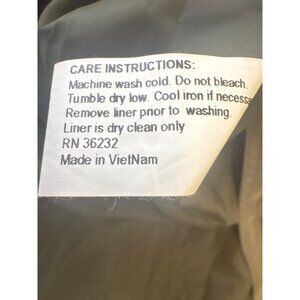 CARE INSTRUCTIONS:
Machine wash cold. Do not bleach.
Tumble dry low. Cool iron if
Remove liner prior to washing.
Liner is dry clean only
RN 36232
Made in VietNam